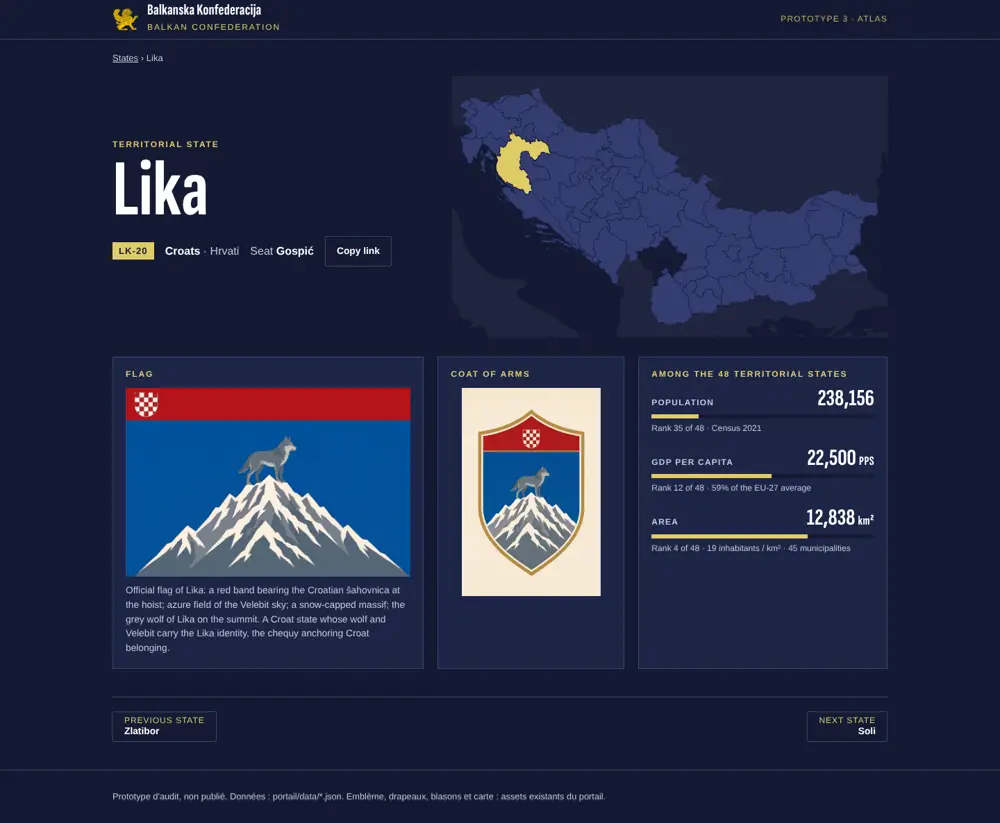 Balkanska Konfederacija
BALKAN CONFEDERATION
PROTOTYPE 3 · ATLAS
States › Lika
TERRITORIAL STATE
Lika
LK-20 Croats · Hrvati Seat Gospić Copy link
FLAG
Official flag of Lika: a red band bearing the Croatian šahovnica at
the hoist; azure field of the Velebit sky; a snow-capped massif; the
grey wolf of Lika on the summit. A Croat state whose wolf and
Velebit carry the Lika identity, the chequy anchoring Croat
belonging.
COAT OF ARMS
AMONG THE 48 TERRITORIAL STATES
POPULATION 238,156
Rank 35 of 48 · Census 2021
GDP PER CAPITA 22,500 PPS
Rank 12 of 48 · 59% of the EU-27 average
AREA 12,838 km²
Rank 4 of 48 · 19 inhabitants / km² · 45 municipalities
PREVIOUS STATE
Zlatibor
NEXT STATE
Soli
Prototype d'audit, non publié. Données : portail/data/*.json. Emblème, drapeaux, blasons et carte : assets existants du portail.